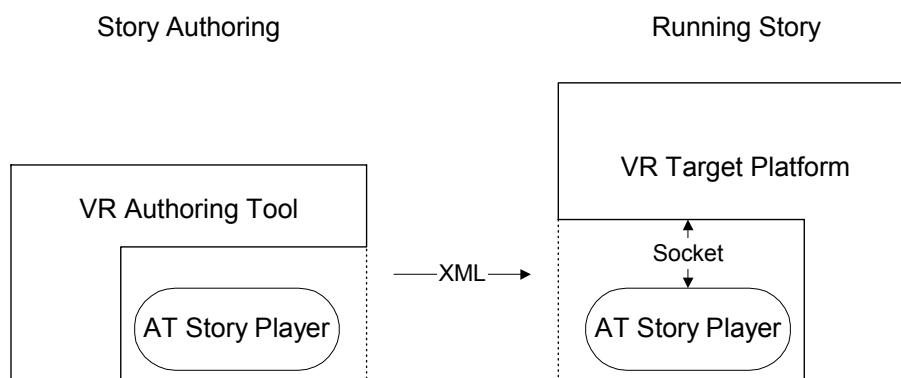 Story Authoring
Running Story
VR Authoring Tool
VR Target Platform
XML
Socket
AT Story Player
AT Story Player